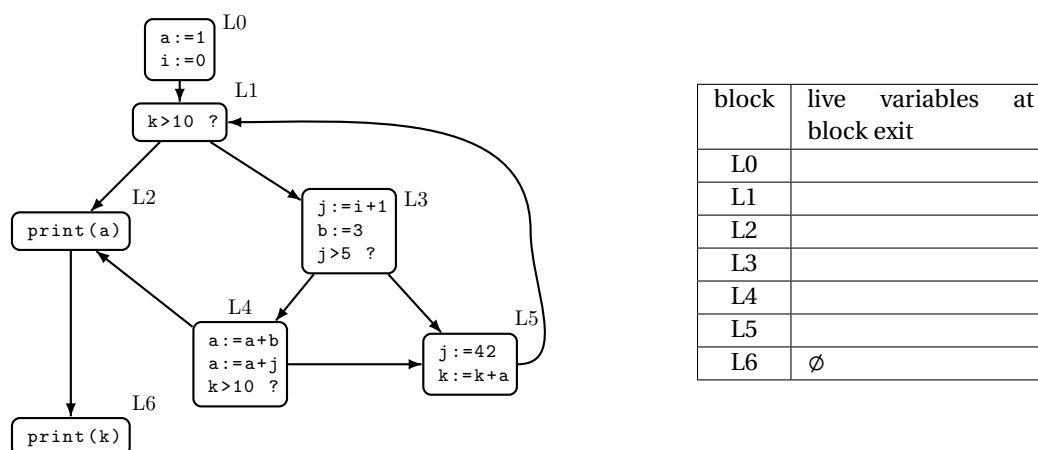 L0
a:=1
i:=0
L1
k>10 ?
L2
print(a)
L3
j:=i+1
b:=3
j>5 ?
L4
a:=a+b
a:=a+j
k>10 ?
L5
j:=42
k:=k+a
L6
print(k)
block live variables at
block exit
L0
L1
L2
L3
L4
L5
L6 ∅